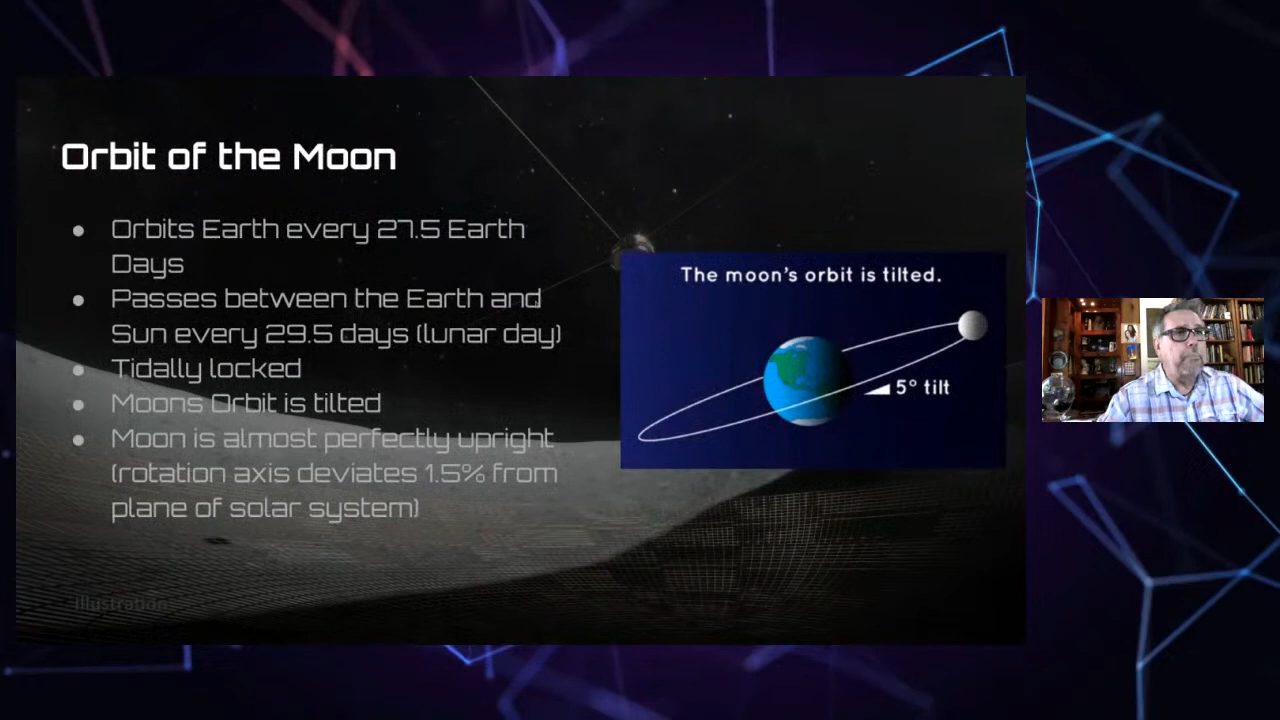 Orbit of the Moon
● Orbits Earth every 27.5 Earth
Days
● Passes between the Earth and
Sun every 29.5 days (lunar day)
● Tidally locked
● Moons Orbit is tilted
● Moon is almost perfectly upright
(rotation axis deviates 1.5% from
plane of solar system)
The moon's orbit is tilted.
5° tilt
Illustration